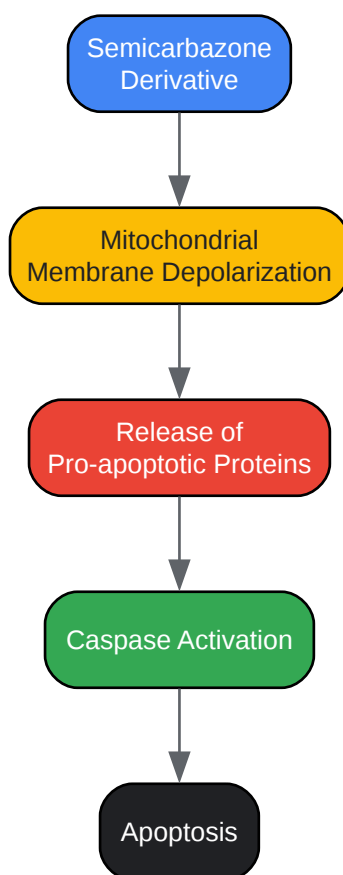 Semicarbazone
Derivative
Mitochondrial
Membrane Depolarization
Release of
Pro-apoptotic Proteins
Caspase Activation
Apoptosis